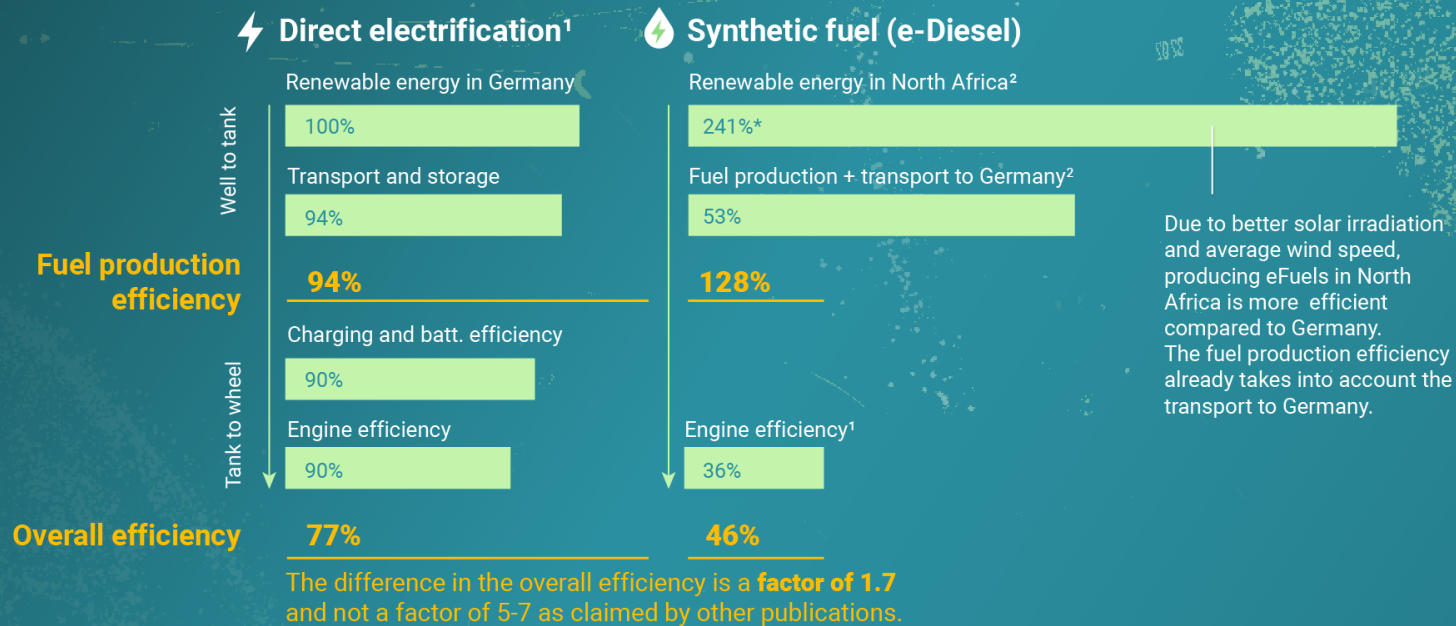 Direct electrification¹
Renewable energy in Germany
100%
Transport and storage
94%
Well to tank
Fuel production
efficiency
94%
Charging and batt. efficiency
90%
Engine efficiency
90%
Tank to wheel
Overall efficiency
77%
Synthetic fuel (e-Diesel)
Renewable energy in North Africa²
241%*
Fuel production + transport to Germany²
53%
128%
Engine efficiency¹
36%
46%
Due to better solar irradiation
and average wind speed,
producing eFuels in North
Africa is more efficient
compared to Germany.
The fuel production efficiency
already takes into account the
transport to Germany.
The difference in the overall efficiency is a factor of 1.7
and not a factor of 5-7 as claimed by other publications.